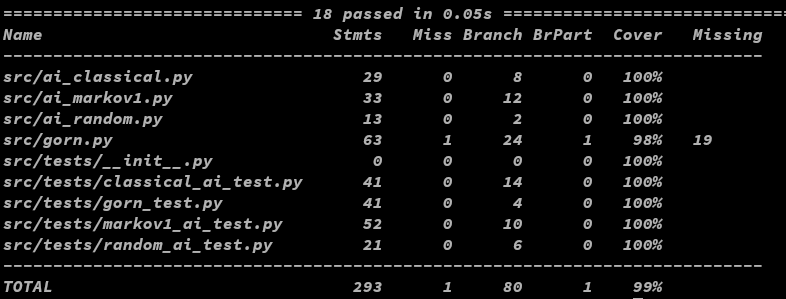 ============================== 18 passed in 0.05s ==============================
Name                                 Stmts   Miss Branch BrPart  Cover   Missing
--------------------------------------------------------------------------------
src/ai_classical.py                     29      0      8      0   100%
src/ai_markov1.py                       33      0     12      0   100%
src/ai_random.py                        13      0      2      0   100%
src/gorn.py                             63      1     24      1    98%   19
src/tests/__init__.py                    0      0      0      0   100%
src/tests/classical_ai_test.py          41      0     14      0   100%
src/tests/gorn_test.py                  41      0      4      0   100%
src/tests/markov1_ai_test.py            52      0     10      0   100%
src/tests/random_ai_test.py             21      0      6      0   100%
--------------------------------------------------------------------------------
TOTAL                                  293      1     80      1    99%